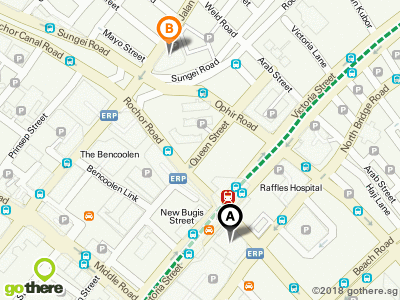 B
Jalan
Weld Road
Victoria Lane
Jalan Kubor
Mayo Street
Sungei Road
Sungei Road
Arab Street
Rochor Canal Road
Victoria Street
Ophir Road
North Bridge Road
P
Rochor Road
ERP
Queen Street
Prinsep Street
The Bencoolen
Bencoolen Link
ERP
Raffles Hospital
Arab Street
Haji Lane
New Bugis
Street
A
ERP
Beach Road
Middle Road
Victoria Street
gothere
©2018 gothere.sg